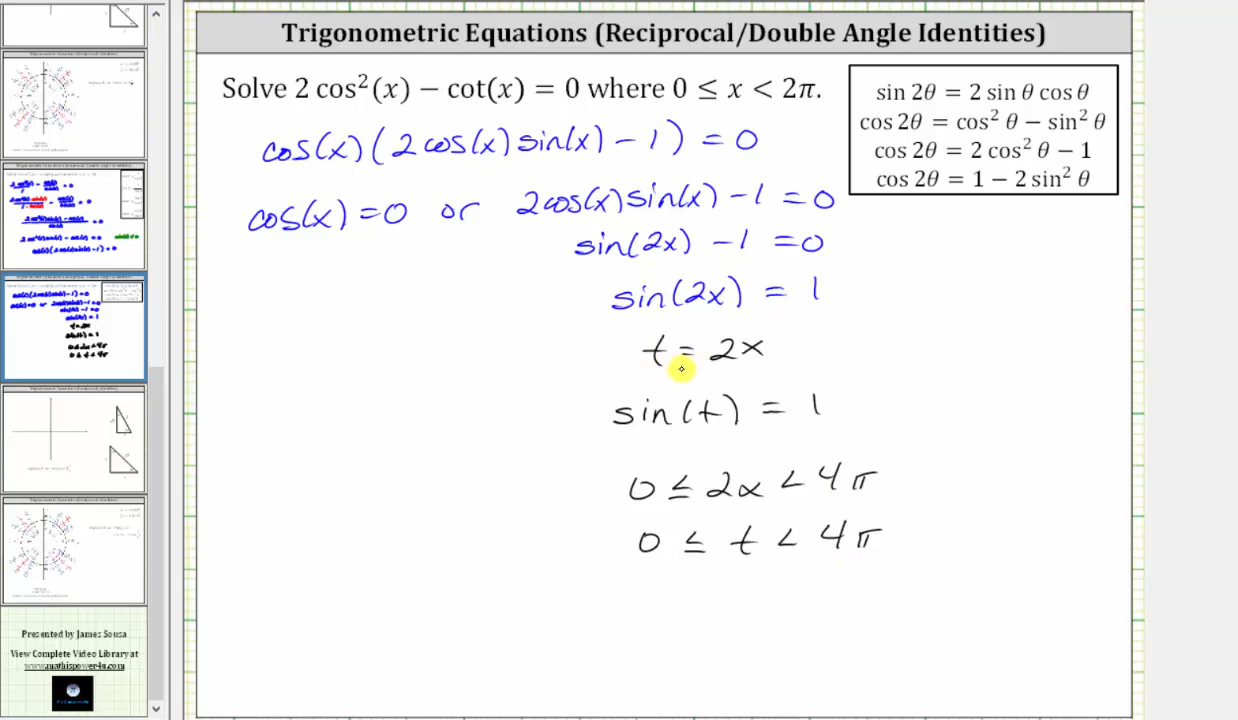 Trigonometric Equations (Reciprocal/Double Angle Identities)
Solve 2 cos²(x) − cot(x) = 0 where 0 ≤ x < 2π.
sin 2θ = 2 sin θ cos θ
cos 2θ = cos² θ − sin² θ
cos 2θ = 2 cos² θ − 1
cos 2θ = 1 − 2 sin² θ
cos(x)(2cos(x)sin(x) − 1) = 0
cos(x) = 0 or 2cos(x)sin(x) − 1 = 0
sin(2x) − 1 = 0
sin(2x) = 1
t = 2x
sin(t) = 1
0 ≤ 2x < 4π
0 ≤ t < 4π
Presented by James Sousa
View Complete Video Library at
www.mathispower4u.com